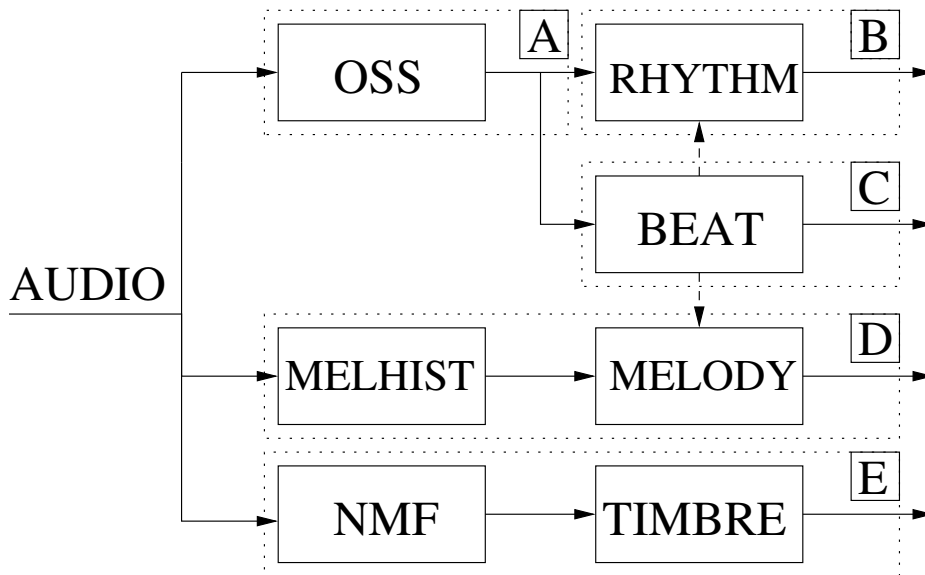 OSS
A
RHYTHM
B
BEAT
C
AUDIO
MELHIST
MELODY
D
NMF
TIMBRE
E